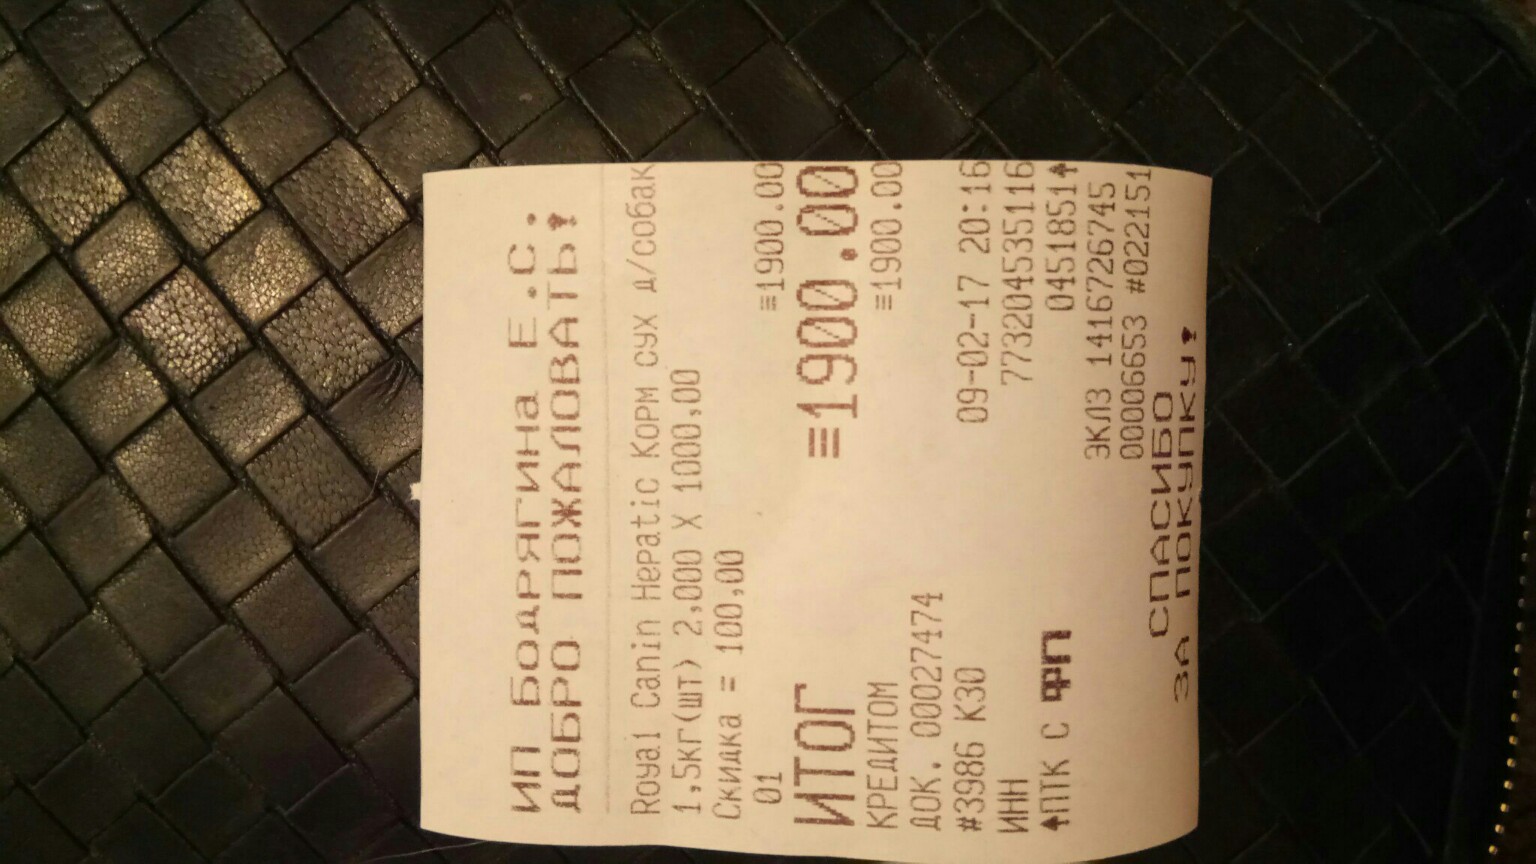 ИП БОДРЯГИНА Е.С.
ДОБРО ПОЖАЛОВАТЬ!
Royal Canin Hepatic Корм сух д/собак
1,5кг(шт) 2,000 X 1000,00
Скидка = 100,00
01 ≡1900.00
ИТОГ ≡1900.00
КРЕДИТОМ ≡1900.00
ДОК. 00027474
#3986 К30 09-02-17 20:16
ИНН 773204535116
↑ПТК С ФП 0451851↑
ЭКЛЗ 1416726745
00006653 #022151
СПАСИБО
ЗА ПОКУПКУ!